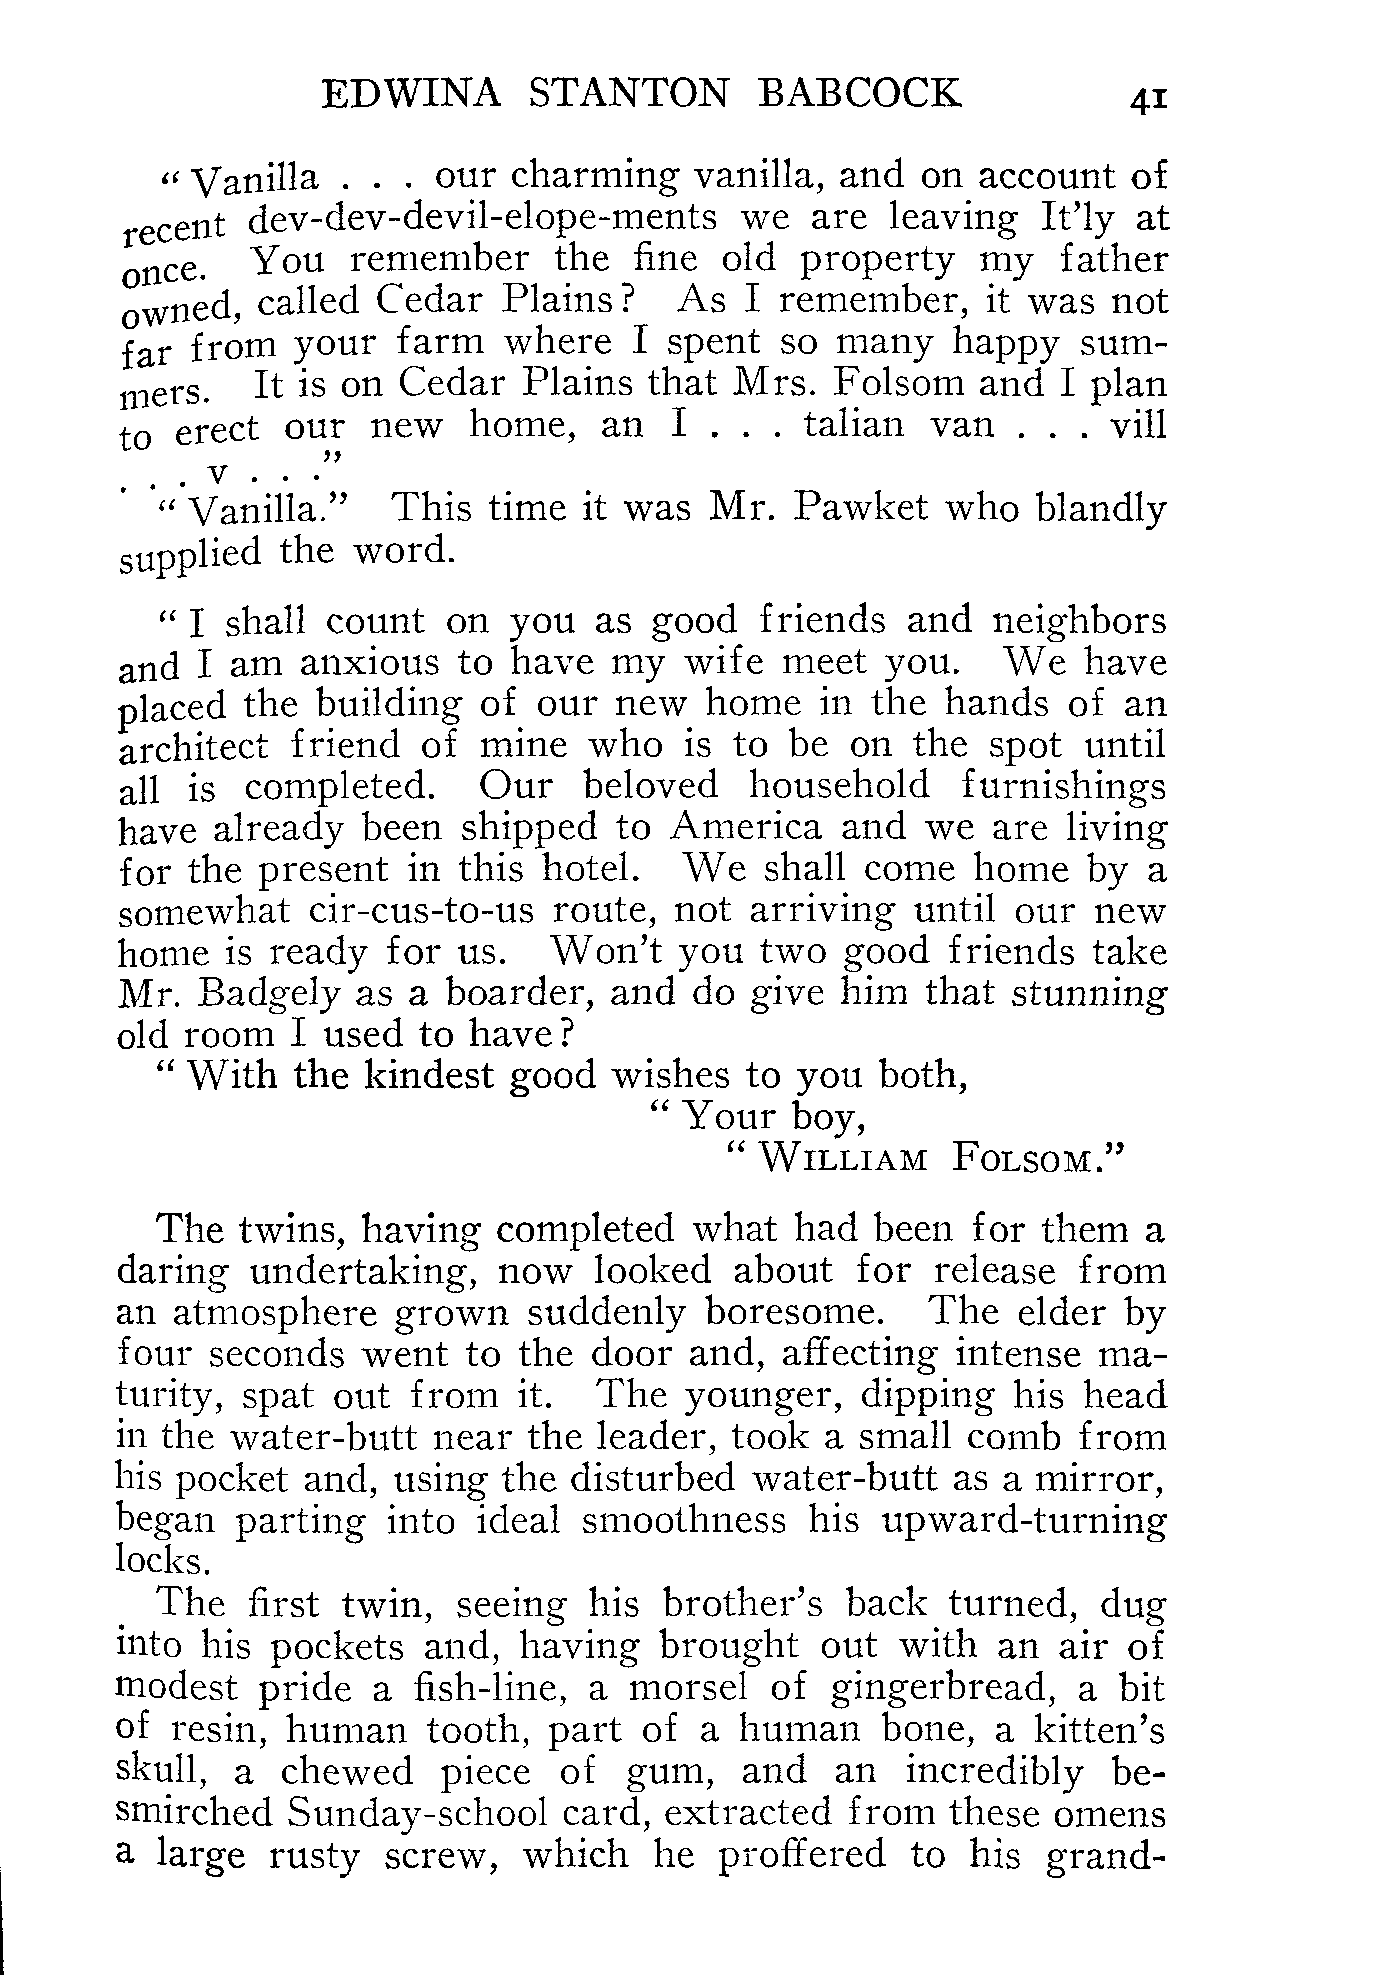 EDWINA STANTON BABCOCK 41
“ Vanilla . . . our charming vanilla, and on account of
recent dev-dev-devil-elope-ments we are leaving It’ly at
once. You remember the fine old property my father
owned, called Cedar Plains? As I remember, it was not
far from your farm where I spent so many happy sum-
mers. It is on Cedar Plains that Mrs. Folsom and I plan
to erect our new home, an I . . . talian van . . . vill
. . . v . . .”
“ Vanilla.” This time it was Mr. Pawket who blandly
supplied the word.
“ I shall count on you as good friends and neighbors
and I am anxious to have my wife meet you. We have
placed the building of our new home in the hands of an
architect friend of mine who is to be on the spot until
all is completed. Our beloved household furnishings
have already been shipped to America and we are living
for the present in this hotel. We shall come home by a
somewhat cir-cus-to-us route, not arriving until our new
home is ready for us. Won’t you two good friends take
Mr. Badgely as a boarder, and do give him that stunning
old room I used to have?
“ With the kindest good wishes to you both,
“ Your boy,
“ WILLIAM FOLSOM.”
The twins, having completed what had been for them a
daring undertaking, now looked about for release from
an atmosphere grown suddenly boresome. The elder by
four seconds went to the door and, affecting intense ma-
turity, spat out from it. The younger, dipping his head
in the water-butt near the leader, took a small comb from
his pocket and, using the disturbed water-butt as a mirror,
began parting into ideal smoothness his upward-turning
locks.
The first twin, seeing his brother’s back turned, dug
into his pockets and, having brought out with an air of
modest pride a fish-line, a morsel of gingerbread, a bit
of resin, human tooth, part of a human bone, a kitten’s
skull, a chewed piece of gum, and an incredibly be-
smirched Sunday-school card, extracted from these omens
a large rusty screw, which he proffered to his grand-